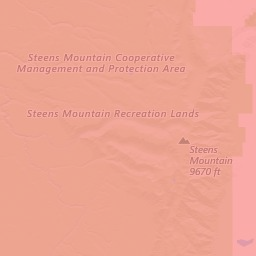 Steens Mountain Cooperative
Management and Protection Area
Steens Mountain Recreation Lands
Steens
Mountain
9670 ft